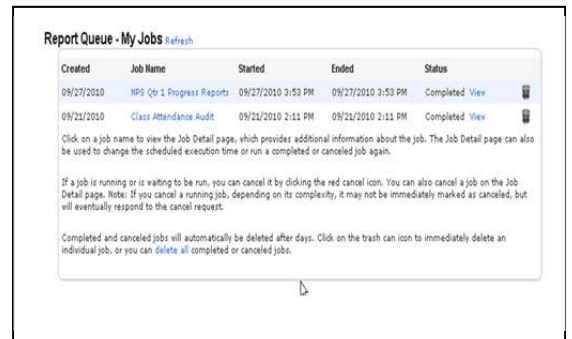 Report Queue - My Jobs Refresh
Created Job Name Started Ended Status
09/27/2010 NPS Qtr 1 Progress Reports 09/27/2010 3:53 PM 09/27/2010 3:53 PM Completed View
09/21/2010 Class Attendance Audit 09/21/2010 2:11 PM 09/21/2010 2:11 PM Completed View
Click on a job name to view the Job Detail page, which provides additional information about the job. The Job Detail page can also
be used to change the scheduled execution time or run a completed or canceled job again.
If a job is running or is waiting to be run, you can cancel it by clicking the red cancel icon. You can also cancel a job on the Job
Detail page. Note: If you cancel a running job, depending on its complexity, it may not be immediately marked as canceled, but
will eventually respond to the cancel request.
Completed and canceled jobs will automatically be deleted after days. Click on the trash can icon to immediately delete an
individual job, or you can delete all completed or canceled jobs.